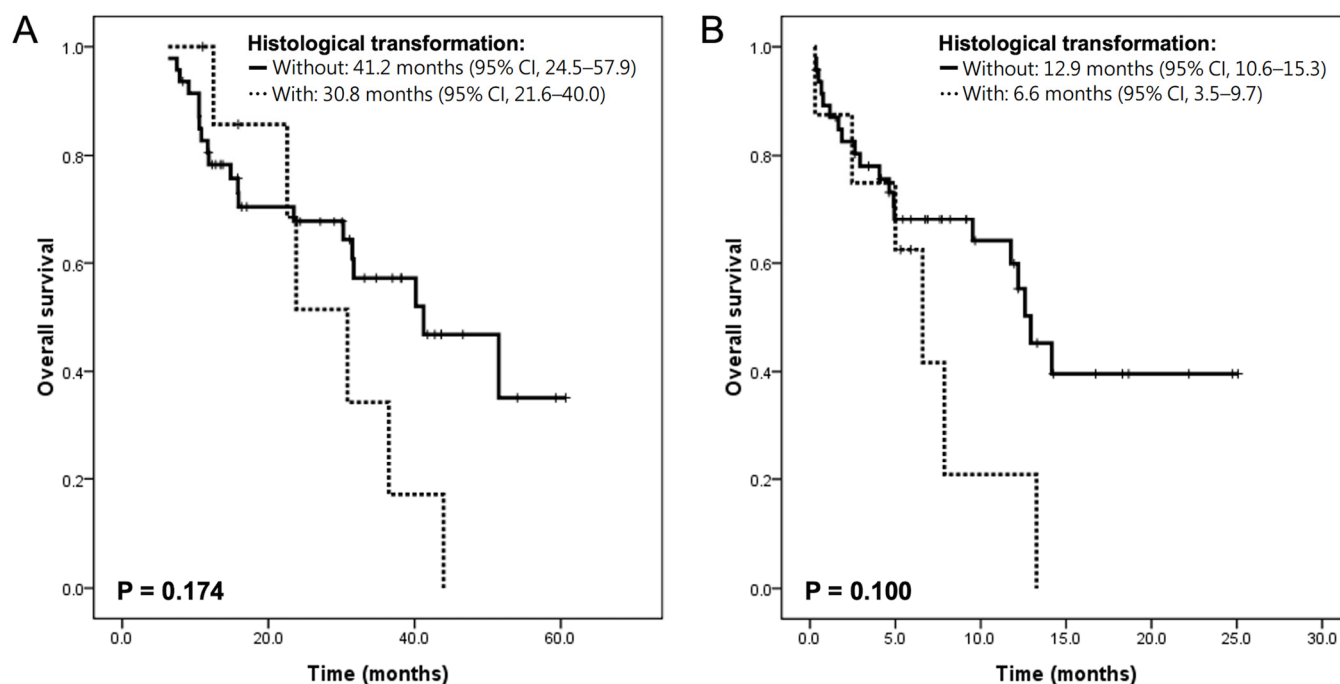 A
Histological transformation:
Without: 41.2 months (95% CI, 24.5–57.9)
With: 30.8 months (95% CI, 21.6–40.0)
1.0
0.8
0.6
0.4
0.2
0.0
Overall survival
P = 0.174
0.0 20.0 40.0 60.0
Time (months)
B
Histological transformation:
Without: 12.9 months (95% CI, 10.6–15.3)
With: 6.6 months (95% CI, 3.5–9.7)
1.0
0.8
0.6
0.4
0.2
0.0
Overall survival
P = 0.100
0.0 5.0 10.0 15.0 20.0 25.0 30.0
Time (months)